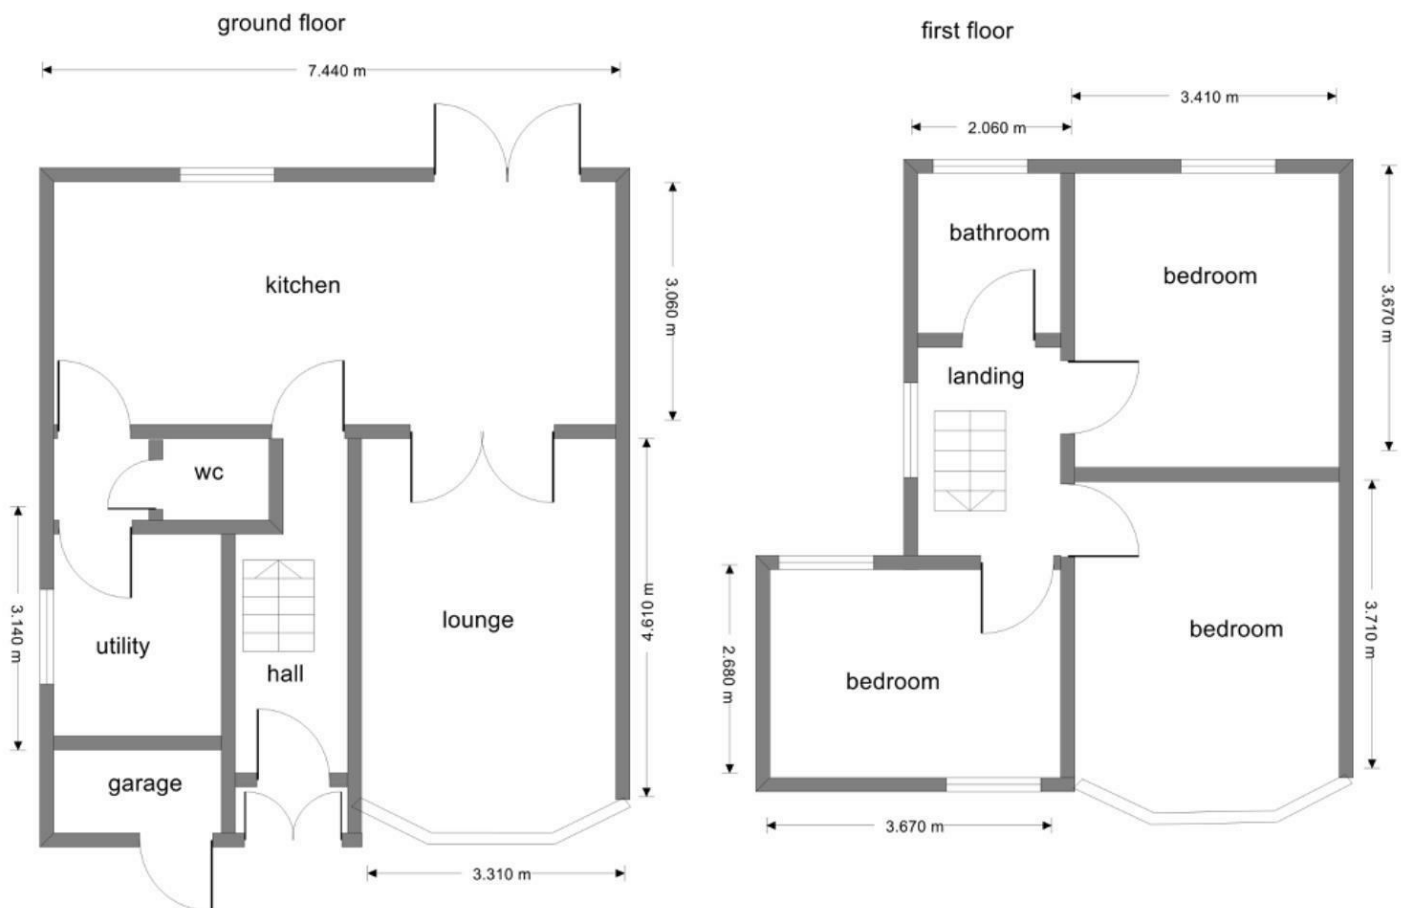 ground floor
7.440 m
kitchen
3.060 m
wc
3.140 m
utility
hall
lounge
4.610 m
garage
3.310 m
first floor
3.410 m
2.060 m
bathroom
bedroom
3.670 m
landing
bedroom
3.710 m
2.680 m
bedroom
3.670 m